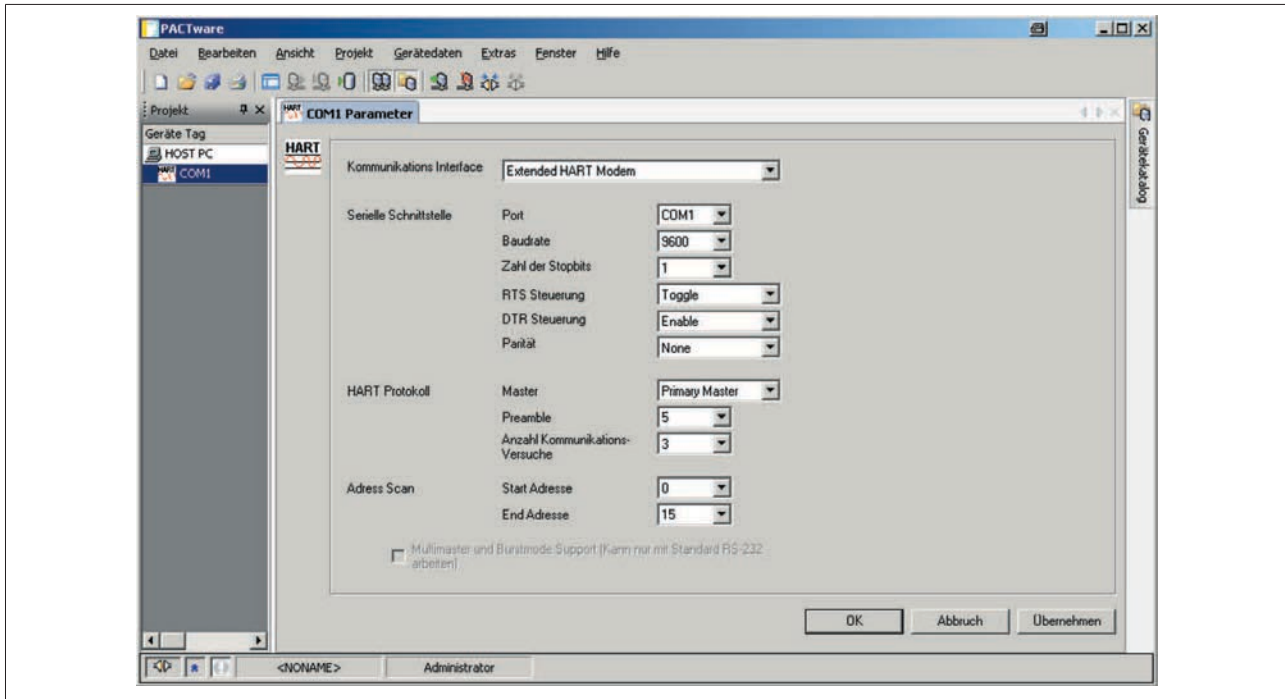 PACTware
Datei Bearbeiten Ansicht Projekt Gerätedaten Extras Fenster Hilfe
Projekt
Geräte Tag
HOST PC
HART COM1
HART COM1 Parameter
HART
Kommunikations Interface Extended HART Modem
Serielle Schnittstelle Port COM1
Baudrate 9600
Zahl der Stopbits 1
RTS Steuerung Toggle
DTR Steuerung Enable
Parität None
HART Protokoll Master Primary Master
Preamble 5
Anzahl Kommunikations-
Versuche 3
Adress Scan Start Adresse 0
End Adresse 15
Multimaster und Burstmode Support (Kann nur mit Standard RS-232
arbeiten)
OK Abbruch Übernehmen
Gerätekatalog
<NONAME> Administrator